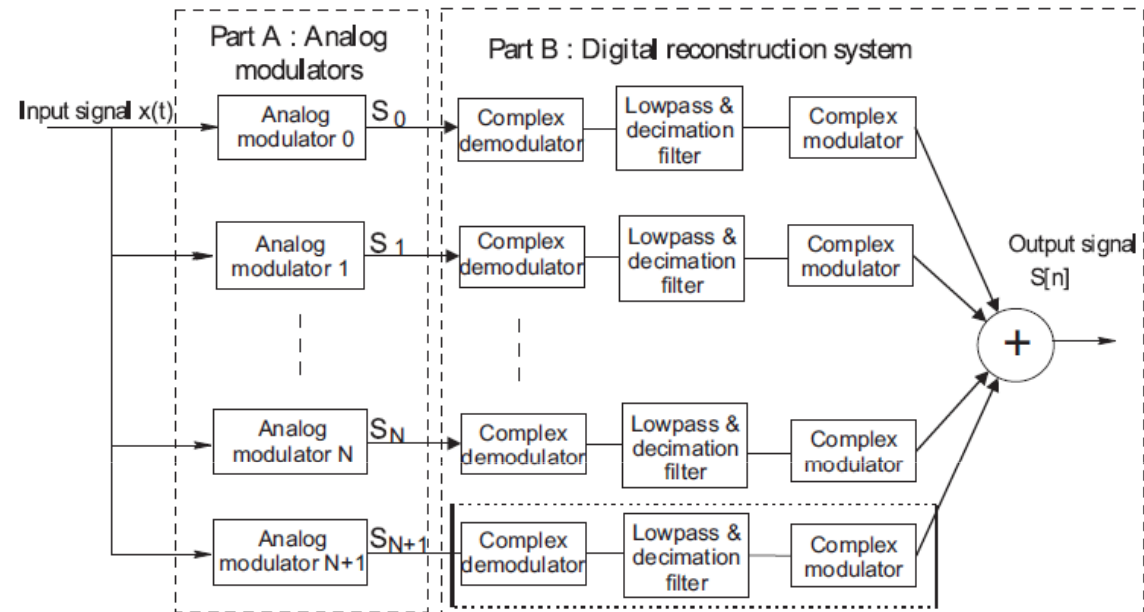 Part A : Analog
modulators
Part B : Digital reconstruction system
Input signal x(t)
Analog
modulator 0
S0
Complex
demodulator
Lowpass &
decimation
filter
Complex
modulator
Analog
modulator 1
S1
Complex
demodulator
Lowpass &
decimation
filter
Complex
modulator
Output signal
S[n]
+
Analog
modulator N
SN
Complex
demodulator
Lowpass &
decimation
filter
Complex
modulator
Analog
modulator N+1
SN+1
Complex
demodulator
Lowpass &
decimation
filter
Complex
modulator